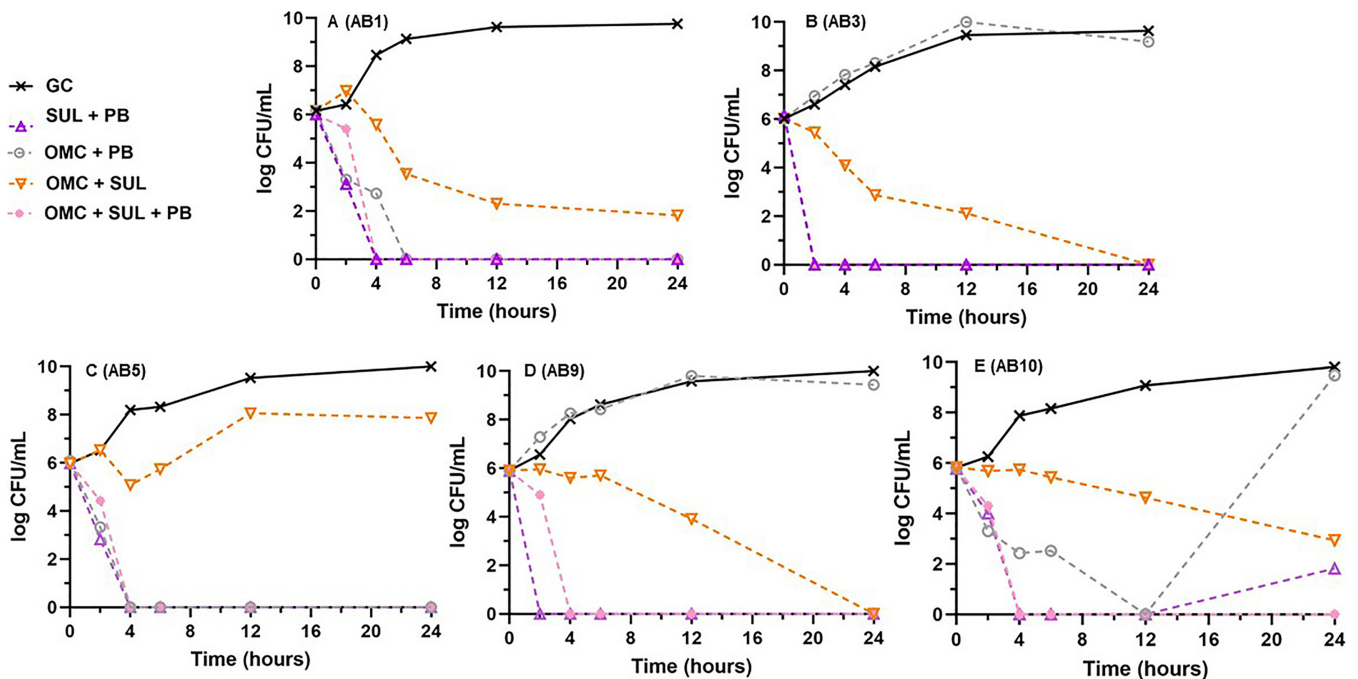 GC
SUL + PB
OMC + PB
OMC + SUL
OMC + SUL + PB
A (AB1)
log CFU/mL
10
8
6
4
2
0
0 4 8 12 16 20 24
Time (hours)
B (AB3)
log CFU/mL
10
8
6
4
2
0
0 4 8 12 16 20 24
Time (hours)
C (AB5)
log CFU/mL
10
8
6
4
2
0
0 4 8 12 16 20 24
Time (hours)
D (AB9)
log CFU/mL
10
8
6
4
2
0
0 4 8 12 16 20 24
Time (hours)
E (AB10)
log CFU/mL
10
8
6
4
2
0
0 4 8 12 16 20 24
Time (hours)